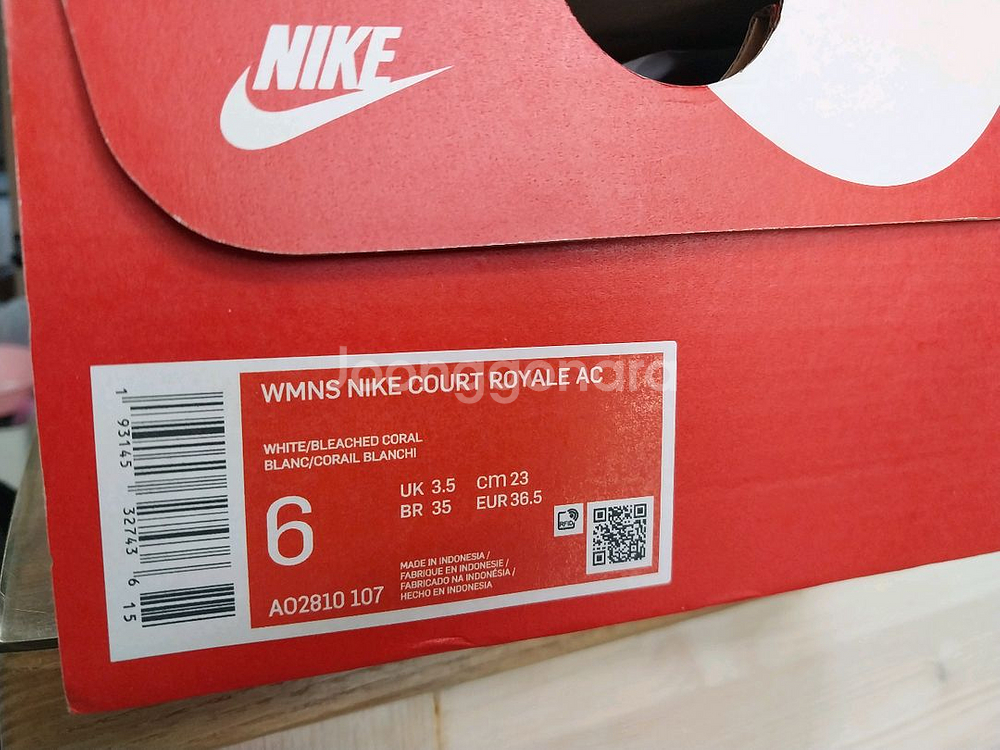 NIKE
Joonggonara
WMNS NIKE COURT ROYALE AC
WHITE/BLEACHED CORAL
BLANC/CORAIL BLANCHI
6
UK 3.5 cm 23
BR 35 EUR 36.5
RFID
MADE IN INDONESIA /
FABRIQUE EN INDONESIE /
FABRICADO NA INDONÉSIA /
HECHO EN INDONESIA
AO2810 107
1 93145 32743 6 15